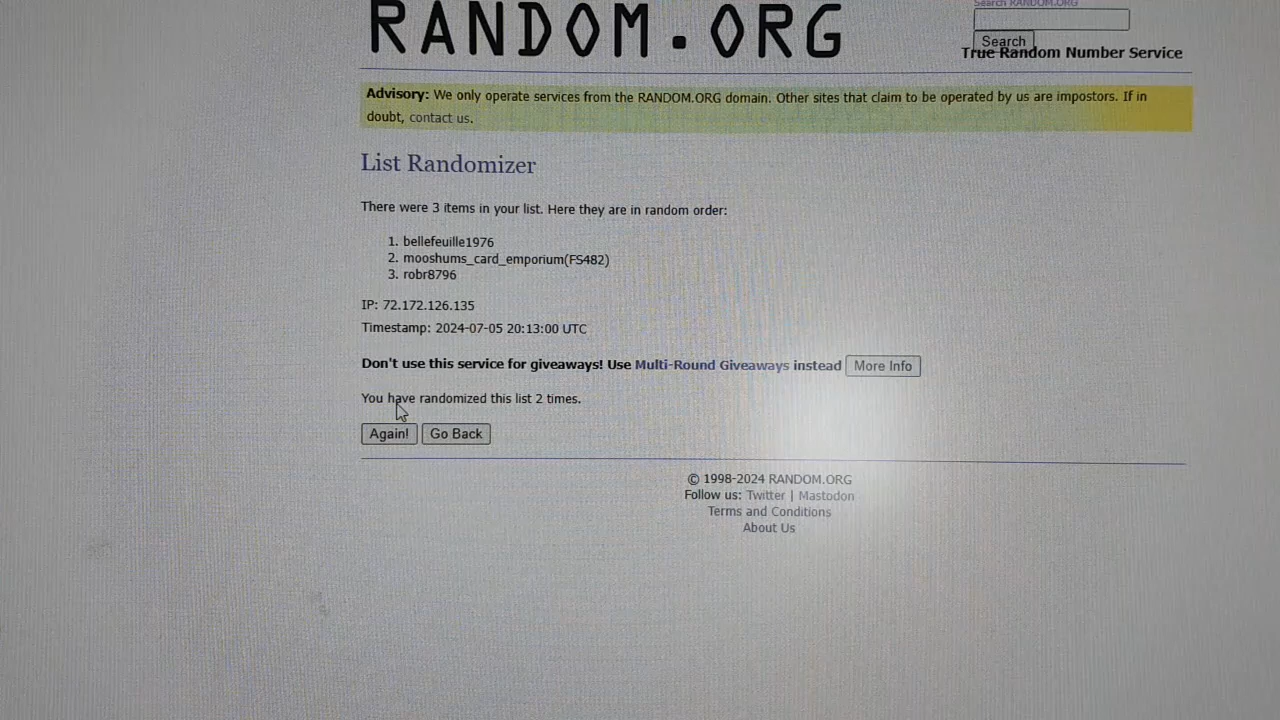 RANDOM.ORG
Search RANDOM.ORG
Search
True Random Number Service
Advisory: We only operate services from the RANDOM.ORG domain. Other sites that claim to be operated by us are impostors. If in
doubt, contact us.
List Randomizer
There were 3 items in your list. Here they are in random order:
1. bellefeuille1976
2. mooshums_card_emporium(FS482)
3. robr8796
IP: 72.172.126.135
Timestamp: 2024-07-05 20:13:00 UTC
Don't use this service for giveaways! Use Multi-Round Giveaways instead More Info
You have randomized this list 2 times.
Again! Go Back
© 1998-2024 RANDOM.ORG
Follow us: Twitter | Mastodon
Terms and Conditions
About Us